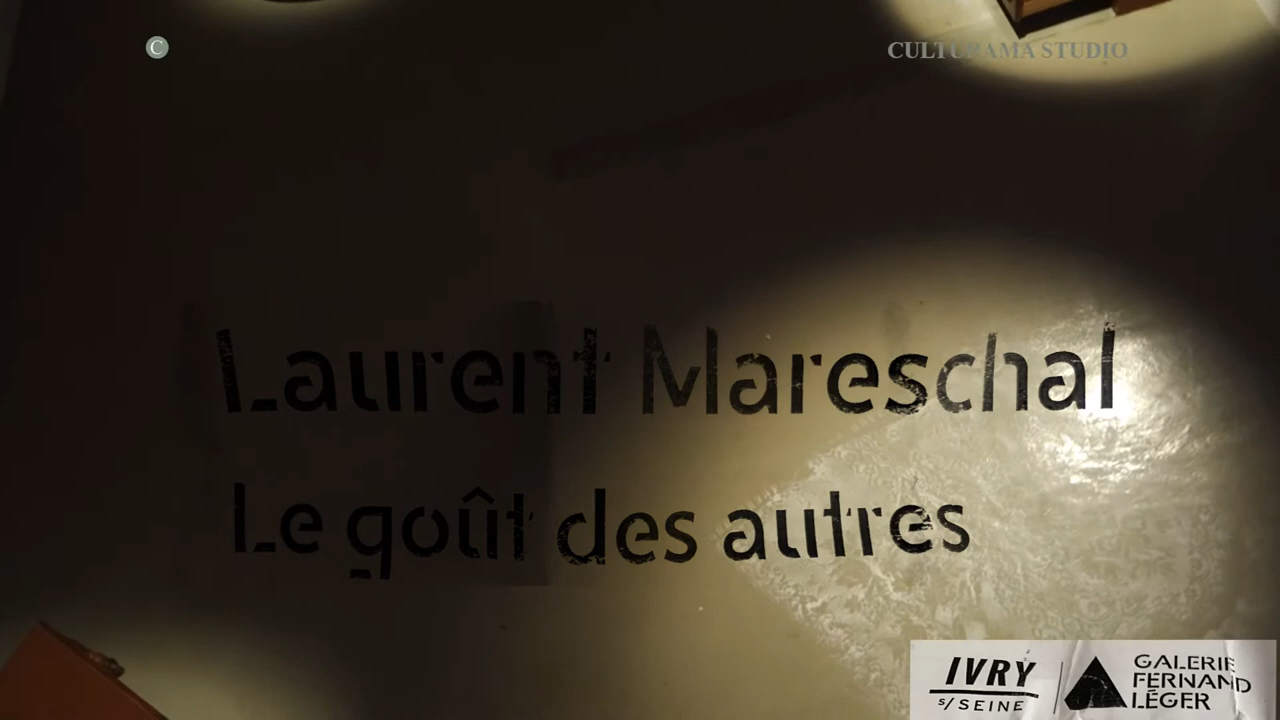 C
CULTURAMA STUDIO
Laurent Mareschal
Le goût des autres
IVRY
s/SEINE
GALERIE
FERNAND
LÉGER